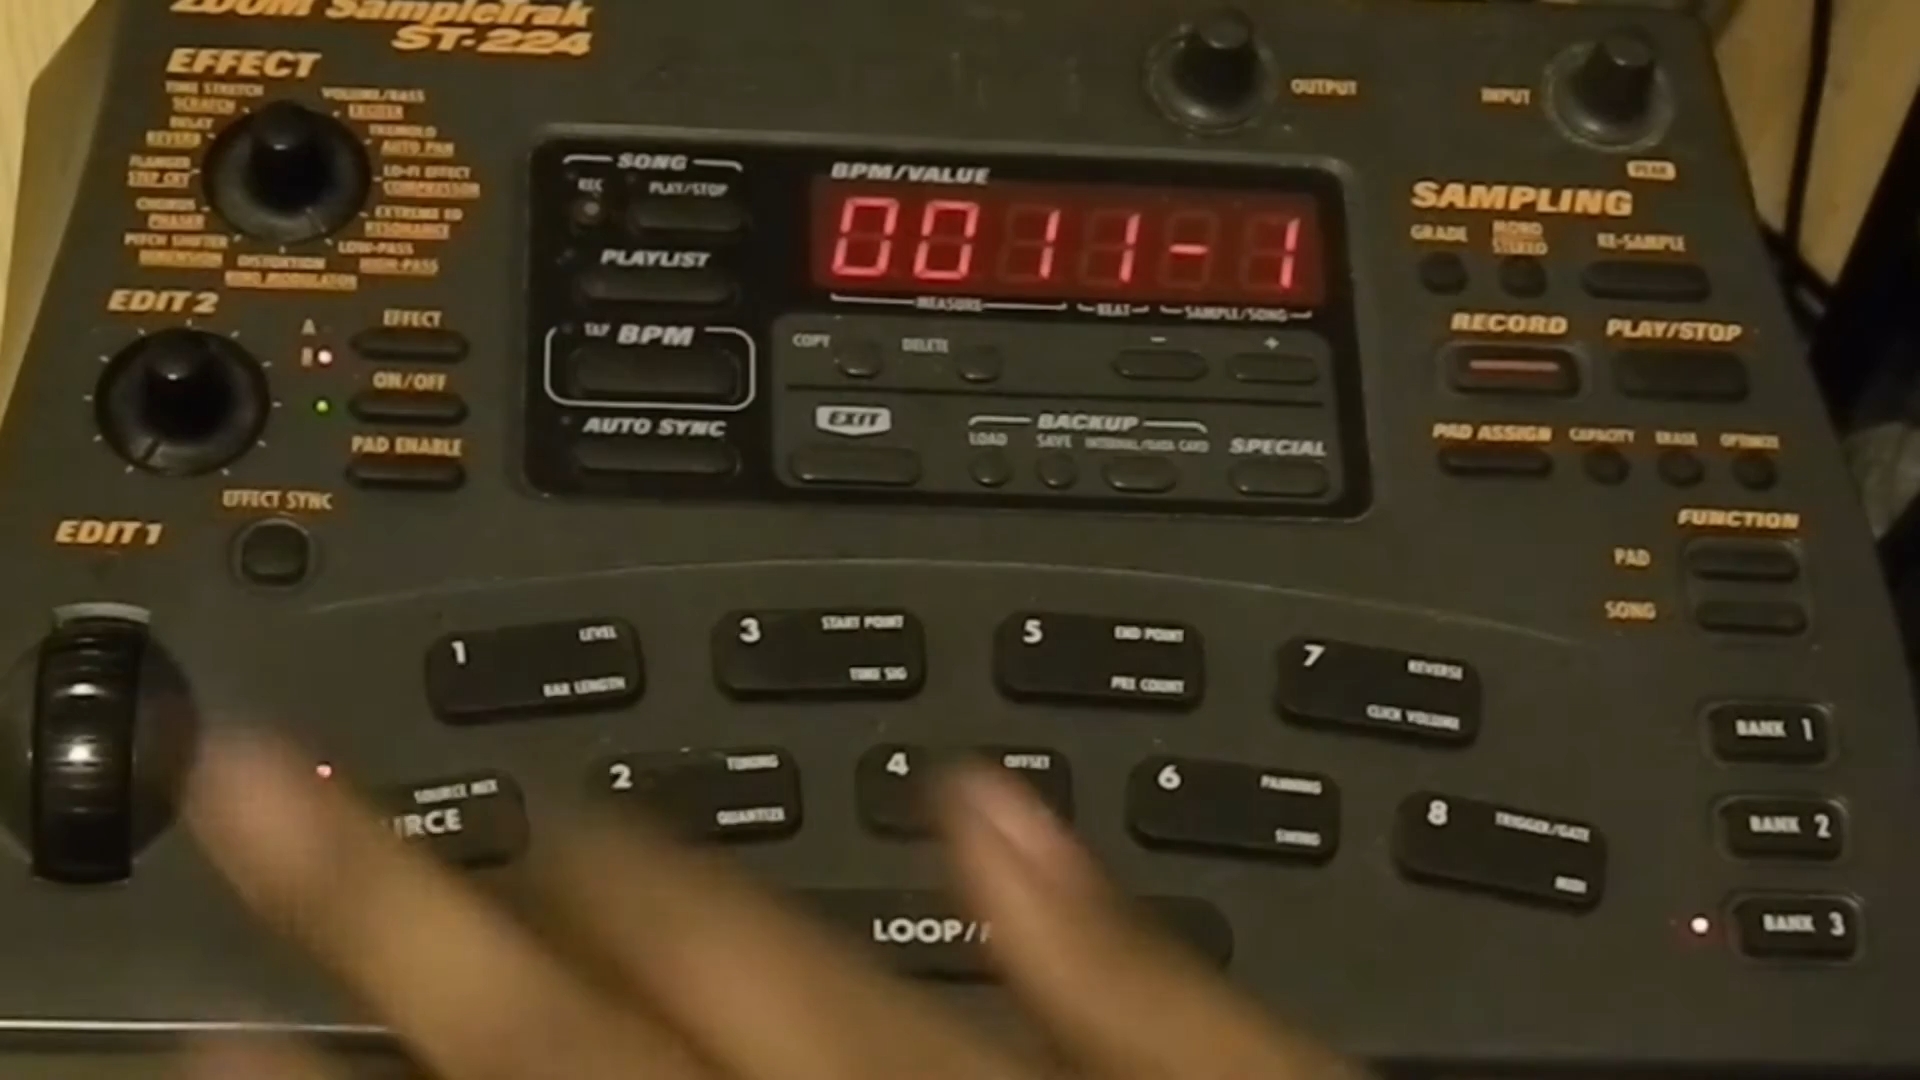 ZOOM SampleTrak
ST-224
EFFECT
TIME STRETCH
SCRATCH
DELAY
REVERB
FLANGER
STEP CRY
CHORUS
PHASER
PITCH SHIFTER
DIMENSION
DISTORTION
RING MODULATOR
VOLUME/BASS
EXCITER
TREMOLO
AUTO PAN
LO-FI EFFECT
COMPRESSOR
EXTREME EQ
RESONANCE
LOW-PASS
HIGH-PASS
OUTPUT
INPUT
PEAK
SONG
REC
PLAY/STOP
PLAYLIST
TAP BPM
AUTO SYNC
BPM/VALUE
0011-1
MEASURE
BEAT
SAMPLE/SONG
COPY
DELETE
-
+
EXIT
BACKUP
LOAD
SAVE
INTERNAL/DATA CARD
SPECIAL
SAMPLING
GRADE
MONO
STEREO
RE-SAMPLE
RECORD
PLAY/STOP
PAD ASSIGN
CAPACITY
ERASE
OPTIMIZE
EDIT 2
A
B
EFFECT
ON/OFF
PAD ENABLE
EFFECT SYNC
EDIT 1
FUNCTION
PAD
SONG
1 LEVEL
BAR LENGTH
3 START POINT
TIME SIG
5 END POINT
PRE COUNT
7 REVERSE
CLICK VOLUME
BANK 1
SOURCE MIX
2 TUNING
QUANTIZE
4 OFFSET
6 PANNING
SWING
8 TRIGGER/GATE
MIDI
BANK 2
LOOP/
BANK 3